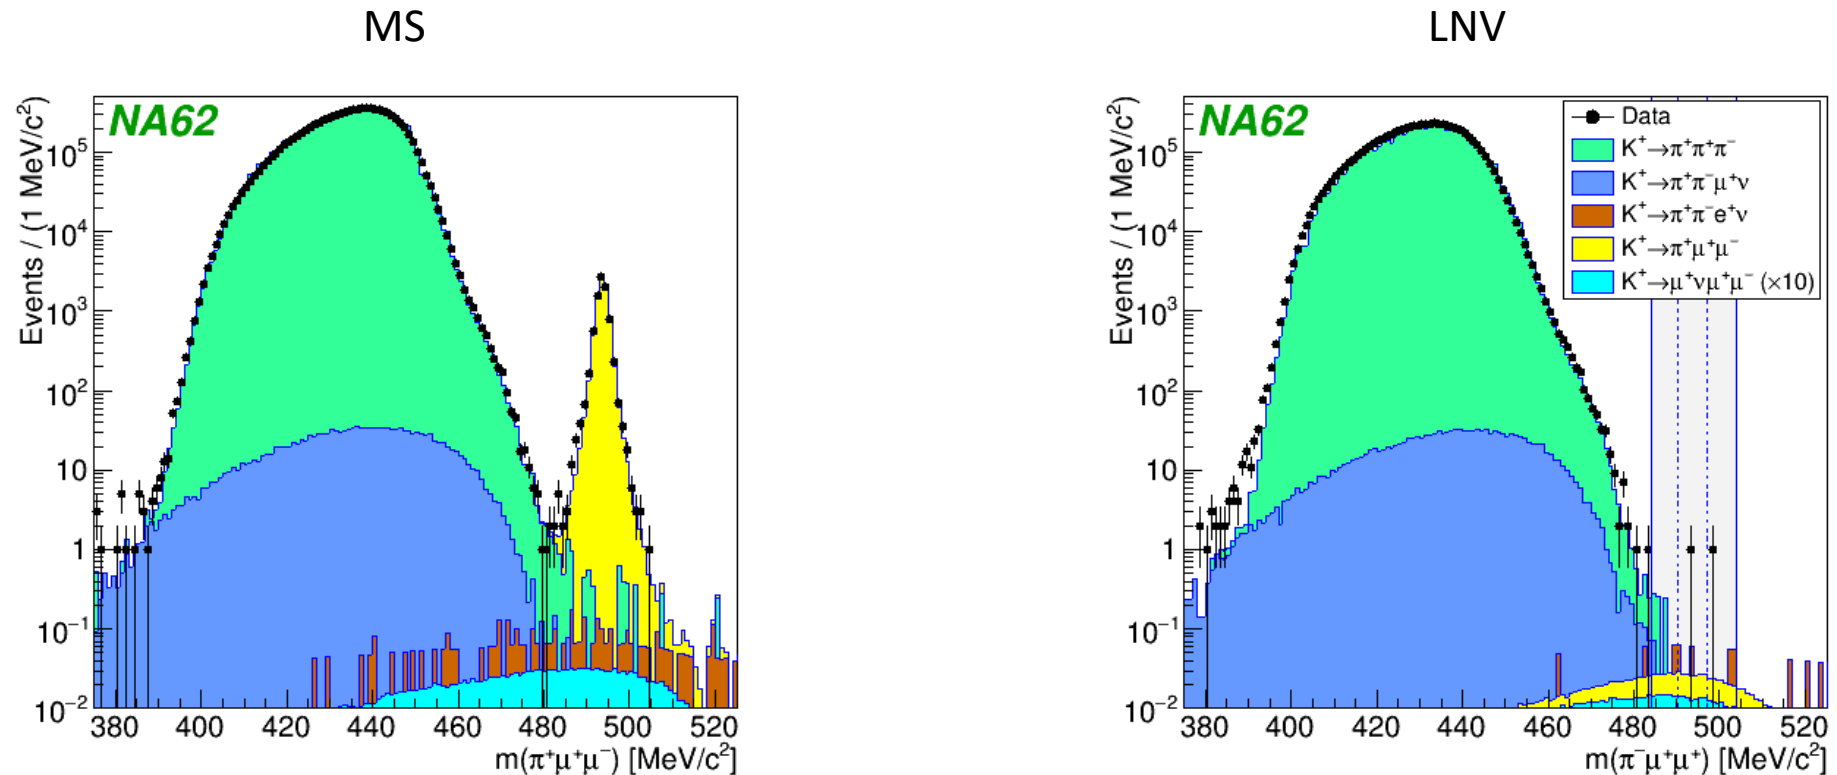 MS
LNV
NA62
Events / (1 MeV/c²)
10⁵
10⁴
10³
10²
10
1
10⁻¹
10⁻²
380 400 420 440 460 480 500 520
m(π⁺μ⁺μ⁻) [MeV/c²]
NA62
Events / (1 MeV/c²)
10⁵
10⁴
10³
10²
10
1
10⁻¹
10⁻²
380 400 420 440 460 480 500 520
m(π⁻μ⁺μ⁺) [MeV/c²]
Data
K⁺→π⁺π⁺π⁻
K⁺→π⁺π⁻μ⁺ν
K⁺→π⁺π⁻e⁺ν
K⁺→π⁺μ⁺μ⁻
K⁺→μ⁺νμ⁺μ⁻ (×10)